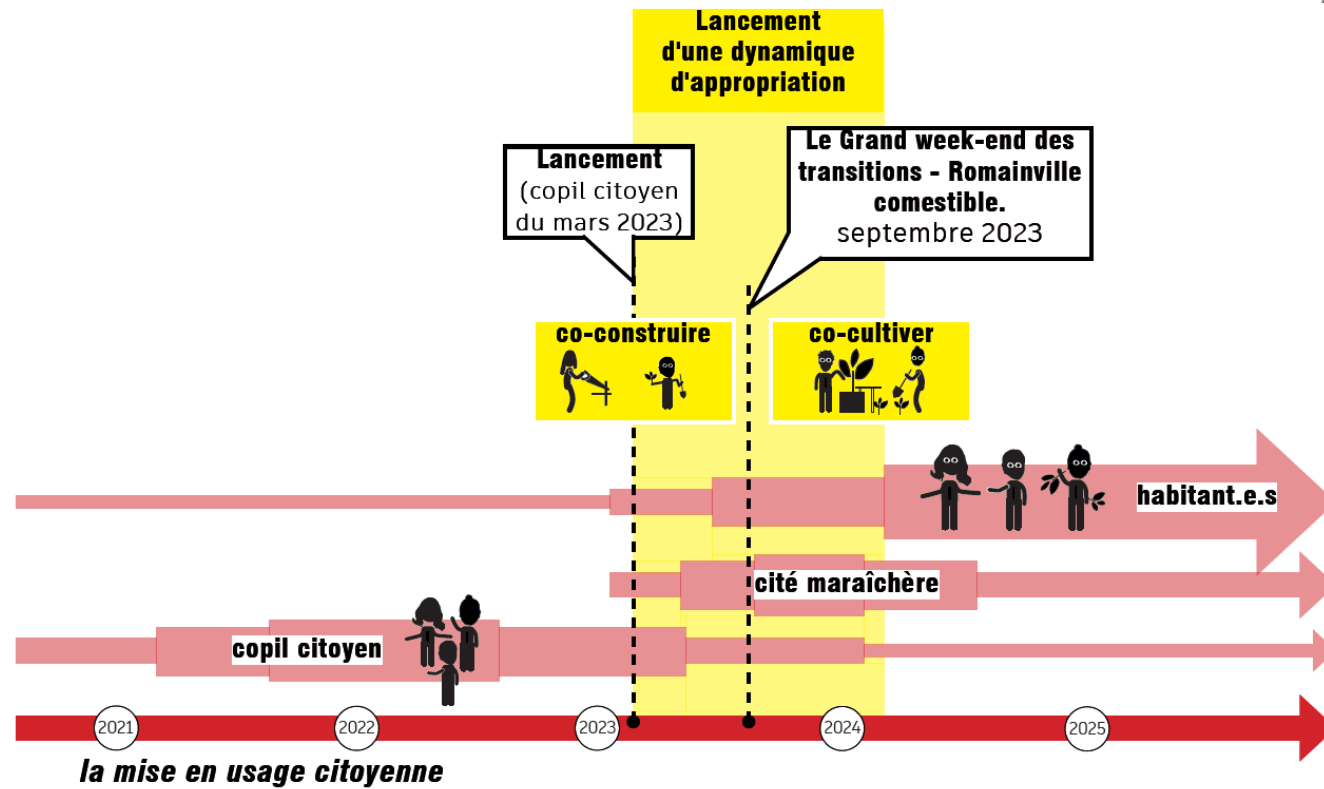 Lancement
d'une dynamique
d'appropriation
Lancement
(copil citoyen
du mars 2023)
Le Grand week-end des
transitions - Romainville
comestible.
septembre 2023
co-construire
co-cultiver
habitant.e.s
cité maraîchère
copil citoyen
2021
2022
2023
2024
2025
la mise en usage citoyenne